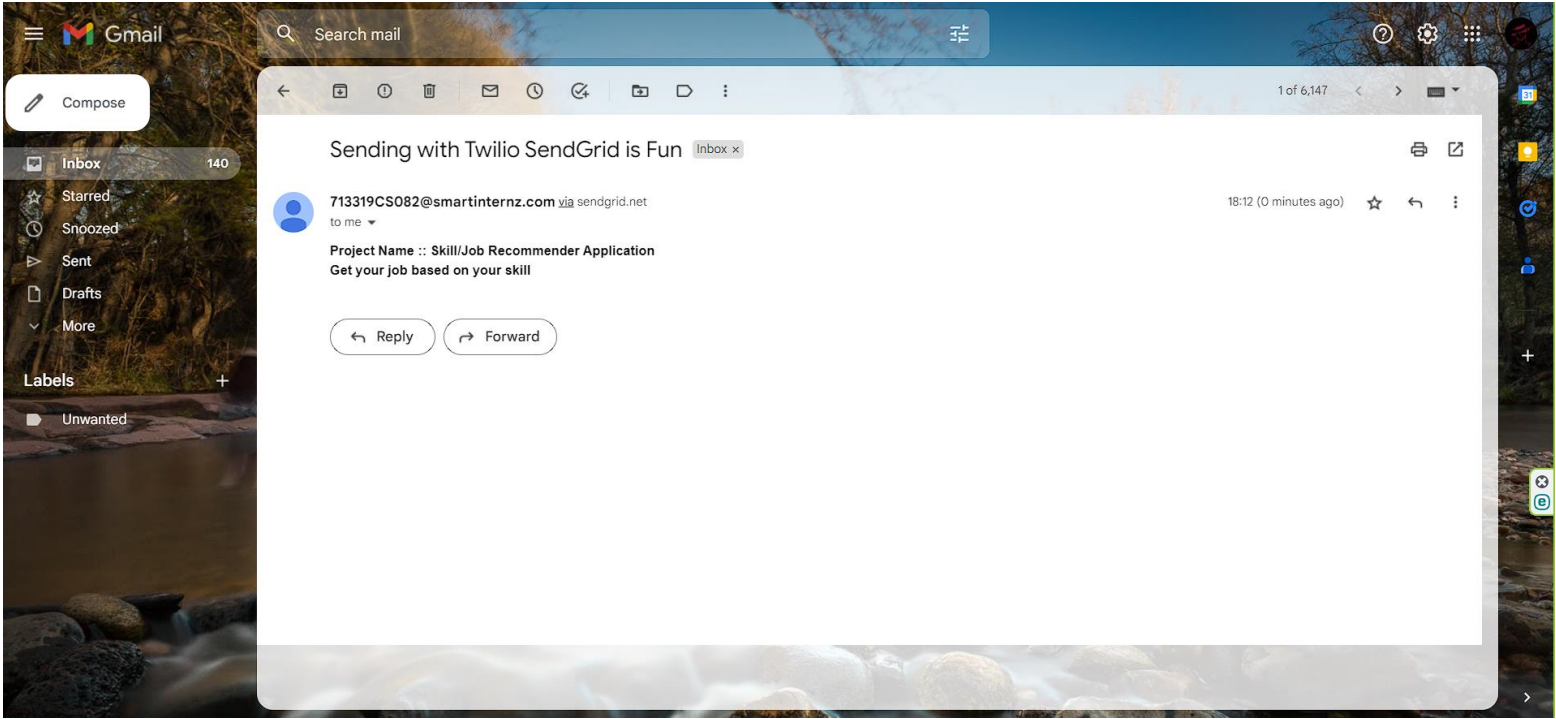 Gmail
Search mail
Compose
1 of 6,147
31
Inbox 140
Starred
Snoozed
Sent
Drafts
More
Labels
Unwanted
Sending with Twilio SendGrid is Fun Inbox ×
713319CS082@smartinternz.com via sendgrid.net 18:12 (0 minutes ago)
to me
Project Name :: Skill/Job Recommender Application
Get your job based on your skill
Reply Forward
e